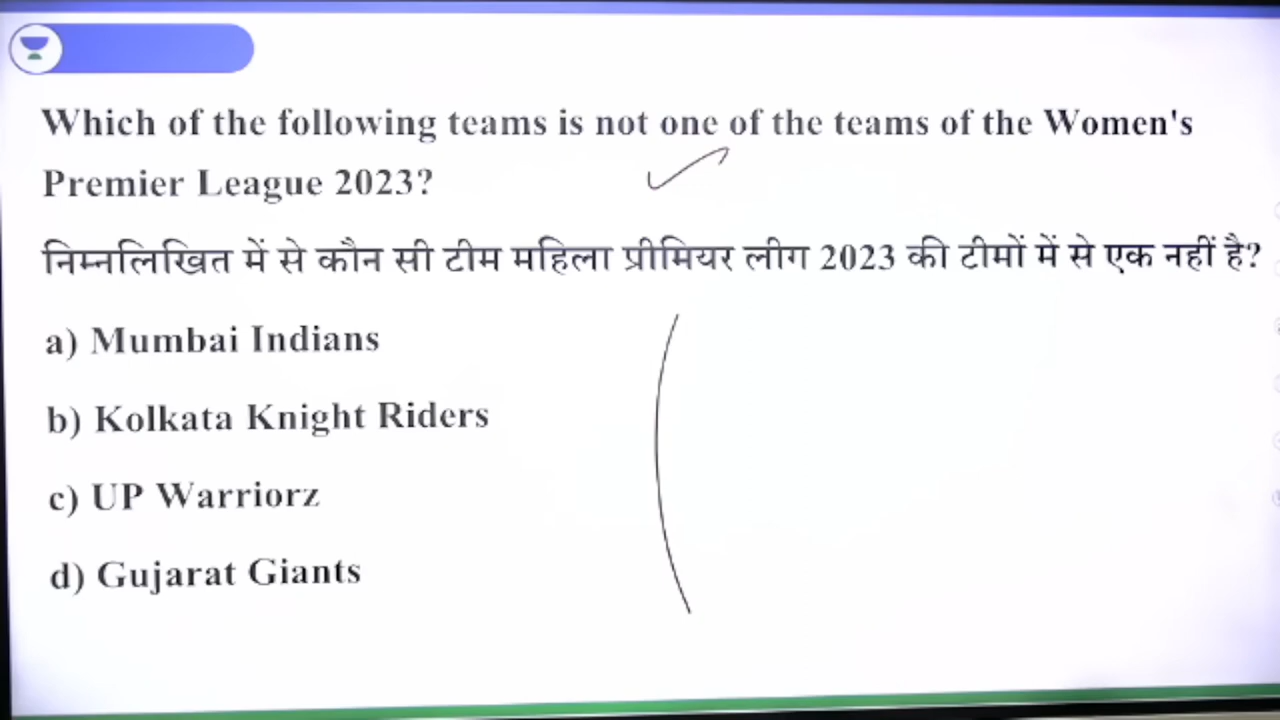 Which of the following teams is not one of the teams of the Women's
Premier League 2023?
निम्नलिखित में से कौन सी टीम महिला प्रीमियर लीग 2023 की टीमों में से एक नहीं है?
a) Mumbai Indians
b) Kolkata Knight Riders
c) UP Warriorz
d) Gujarat Giants